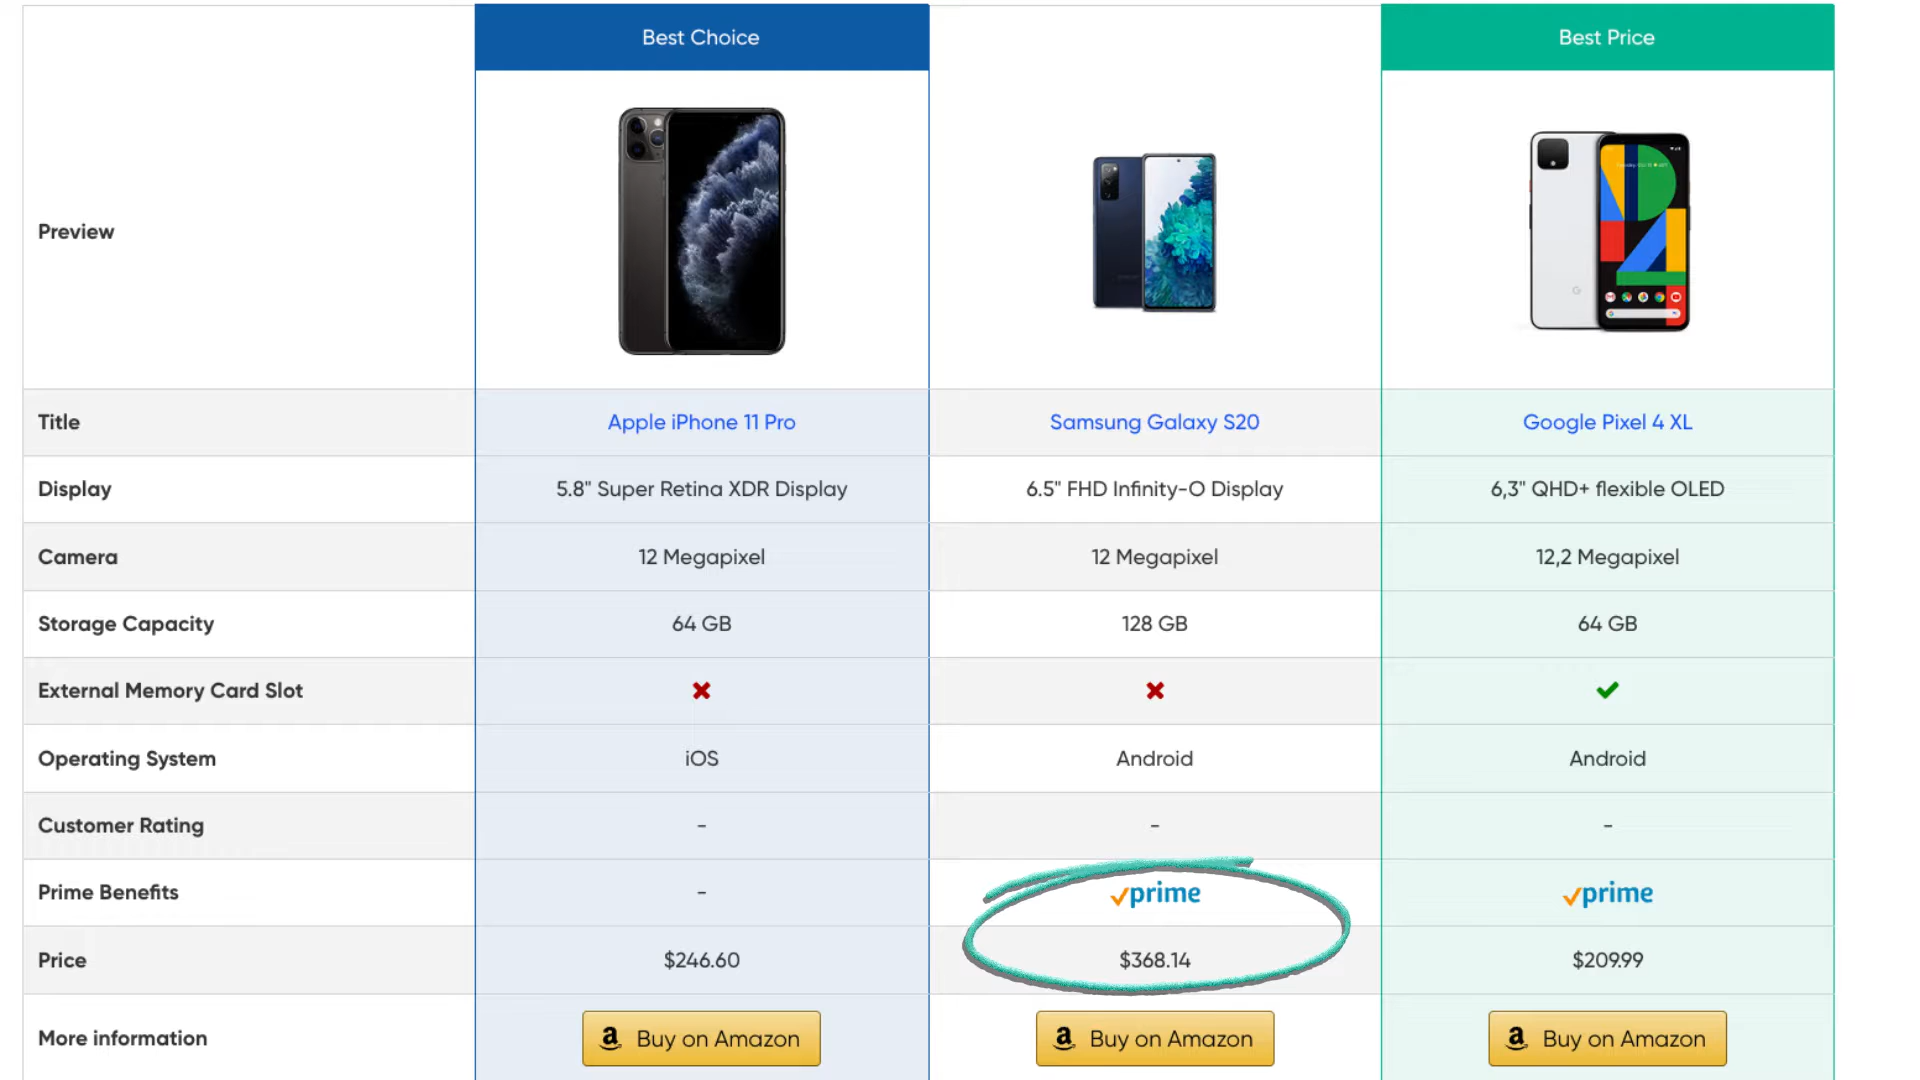 Best Choice
Best Price
Preview
Title
Apple iPhone 11 Pro
Samsung Galaxy S20
Google Pixel 4 XL
Display
5.8" Super Retina XDR Display
6.5" FHD Infinity-O Display
6,3" QHD+ flexible OLED
Camera
12 Megapixel
12 Megapixel
12,2 Megapixel
Storage Capacity
64 GB
128 GB
64 GB
External Memory Card Slot
Operating System
iOS
Android
Android
Customer Rating
-
-
-
Prime Benefits
-
prime
prime
Price
$246.60
$368.14
$209.99
More information
a Buy on Amazon
a Buy on Amazon
a Buy on Amazon